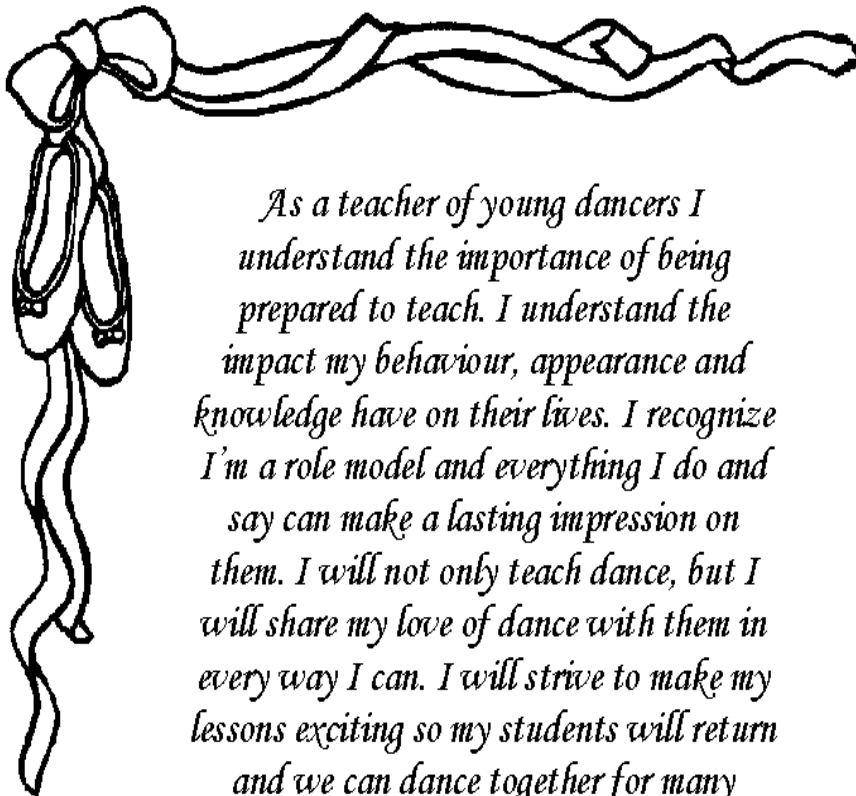 As a teacher of young dancers I
understand the importance of being
prepared to teach. I understand the
impact my behaviour, appearance and
knowledge have on their lives. I recognize
I'm a role model and everything I do and
say can make a lasting impression on
them. I will not only teach dance, but I
will share my love of dance with them in
every way I can. I will strive to make my
lessons exciting so my students will return
and we can dance together for many